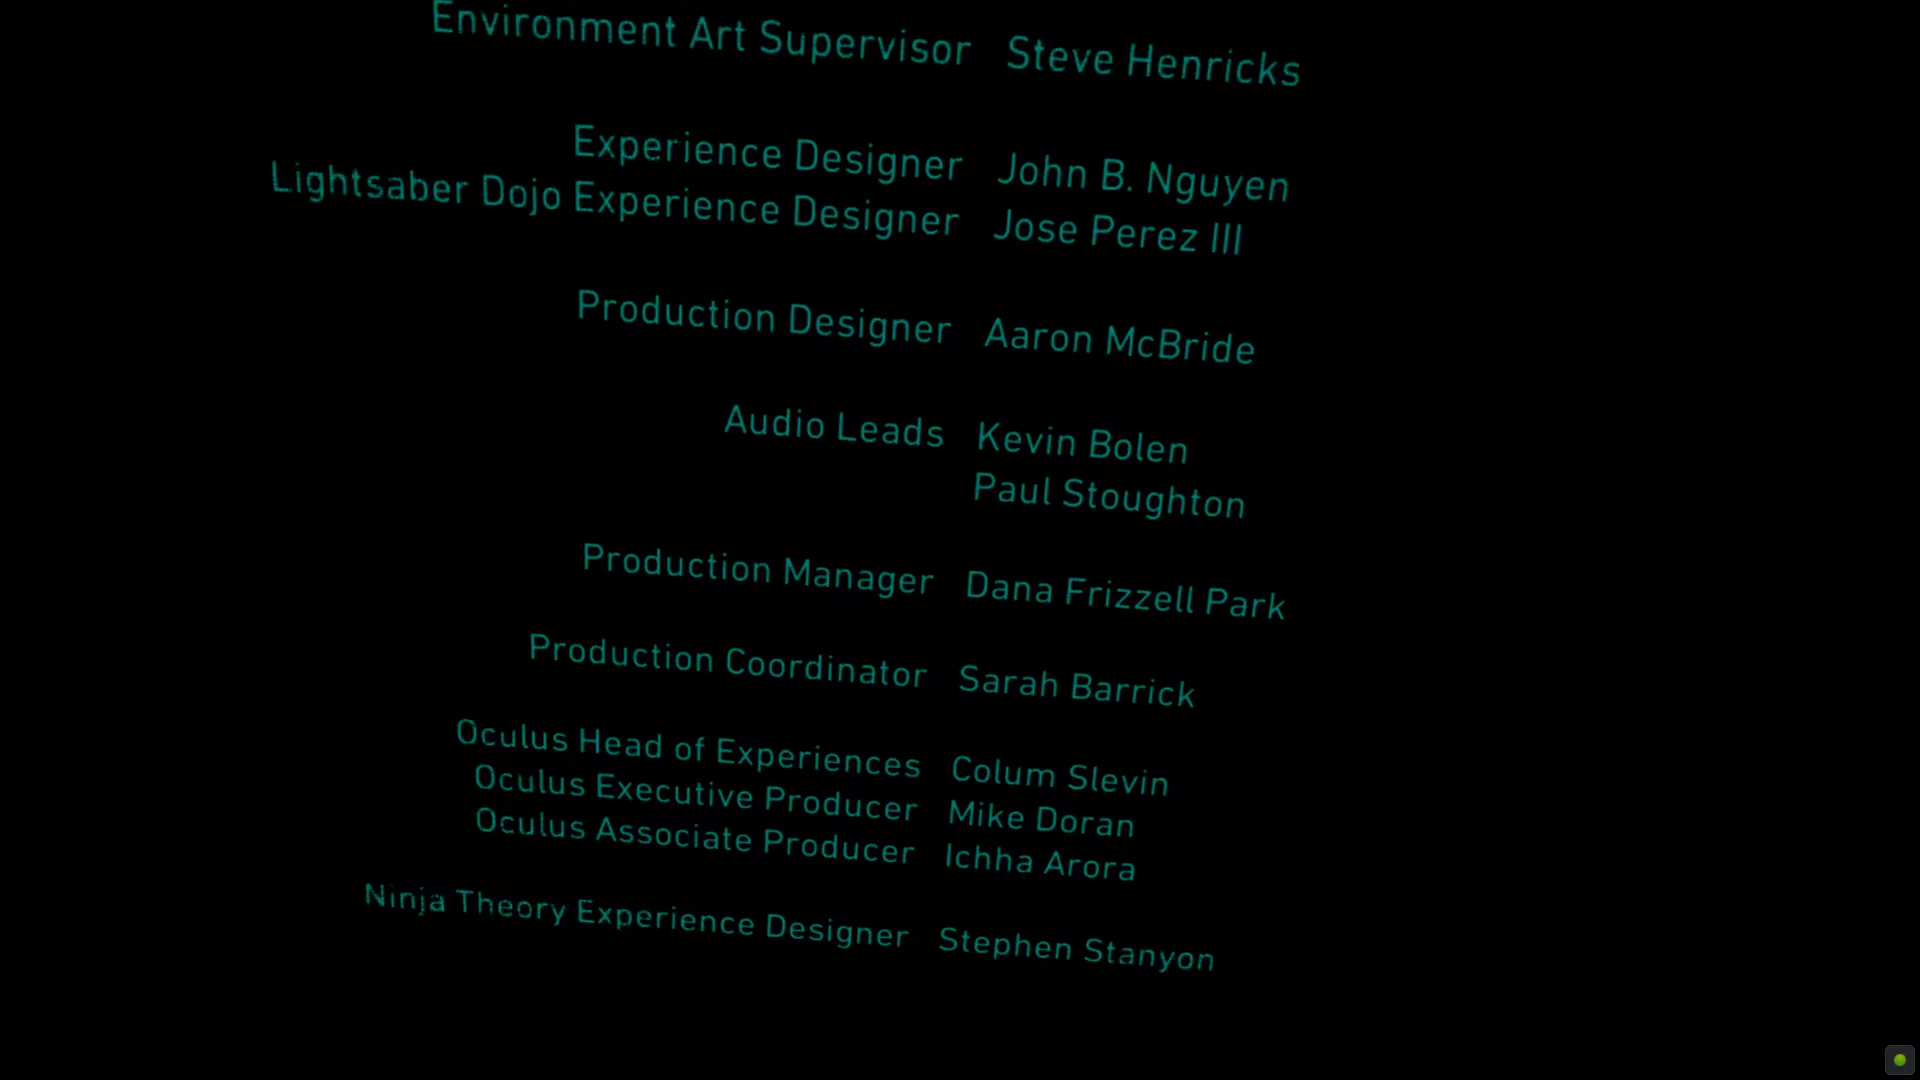 Environment Art Supervisor Steve Henricks
Experience Designer John B. Nguyen
Lightsaber Dojo Experience Designer Jose Perez III
Production Designer Aaron McBride
Audio Leads Kevin Bolen
Paul Stoughton
Production Manager Dana Frizzell Park
Production Coordinator Sarah Barrick
Oculus Head of Experiences Colum Slevin
Oculus Executive Producer Mike Doran
Oculus Associate Producer Ichha Arora
Ninja Theory Experience Designer Stephen Stanyon